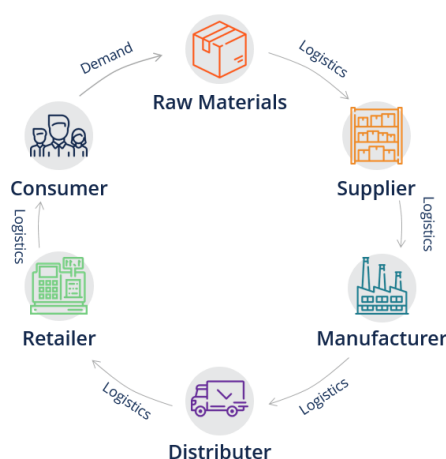 Demand
Raw Materials
Logistics
Supplier
Logistics
Manufacturer
Logistics
Distributer
Logistics
Retailer
Logistics
Consumer